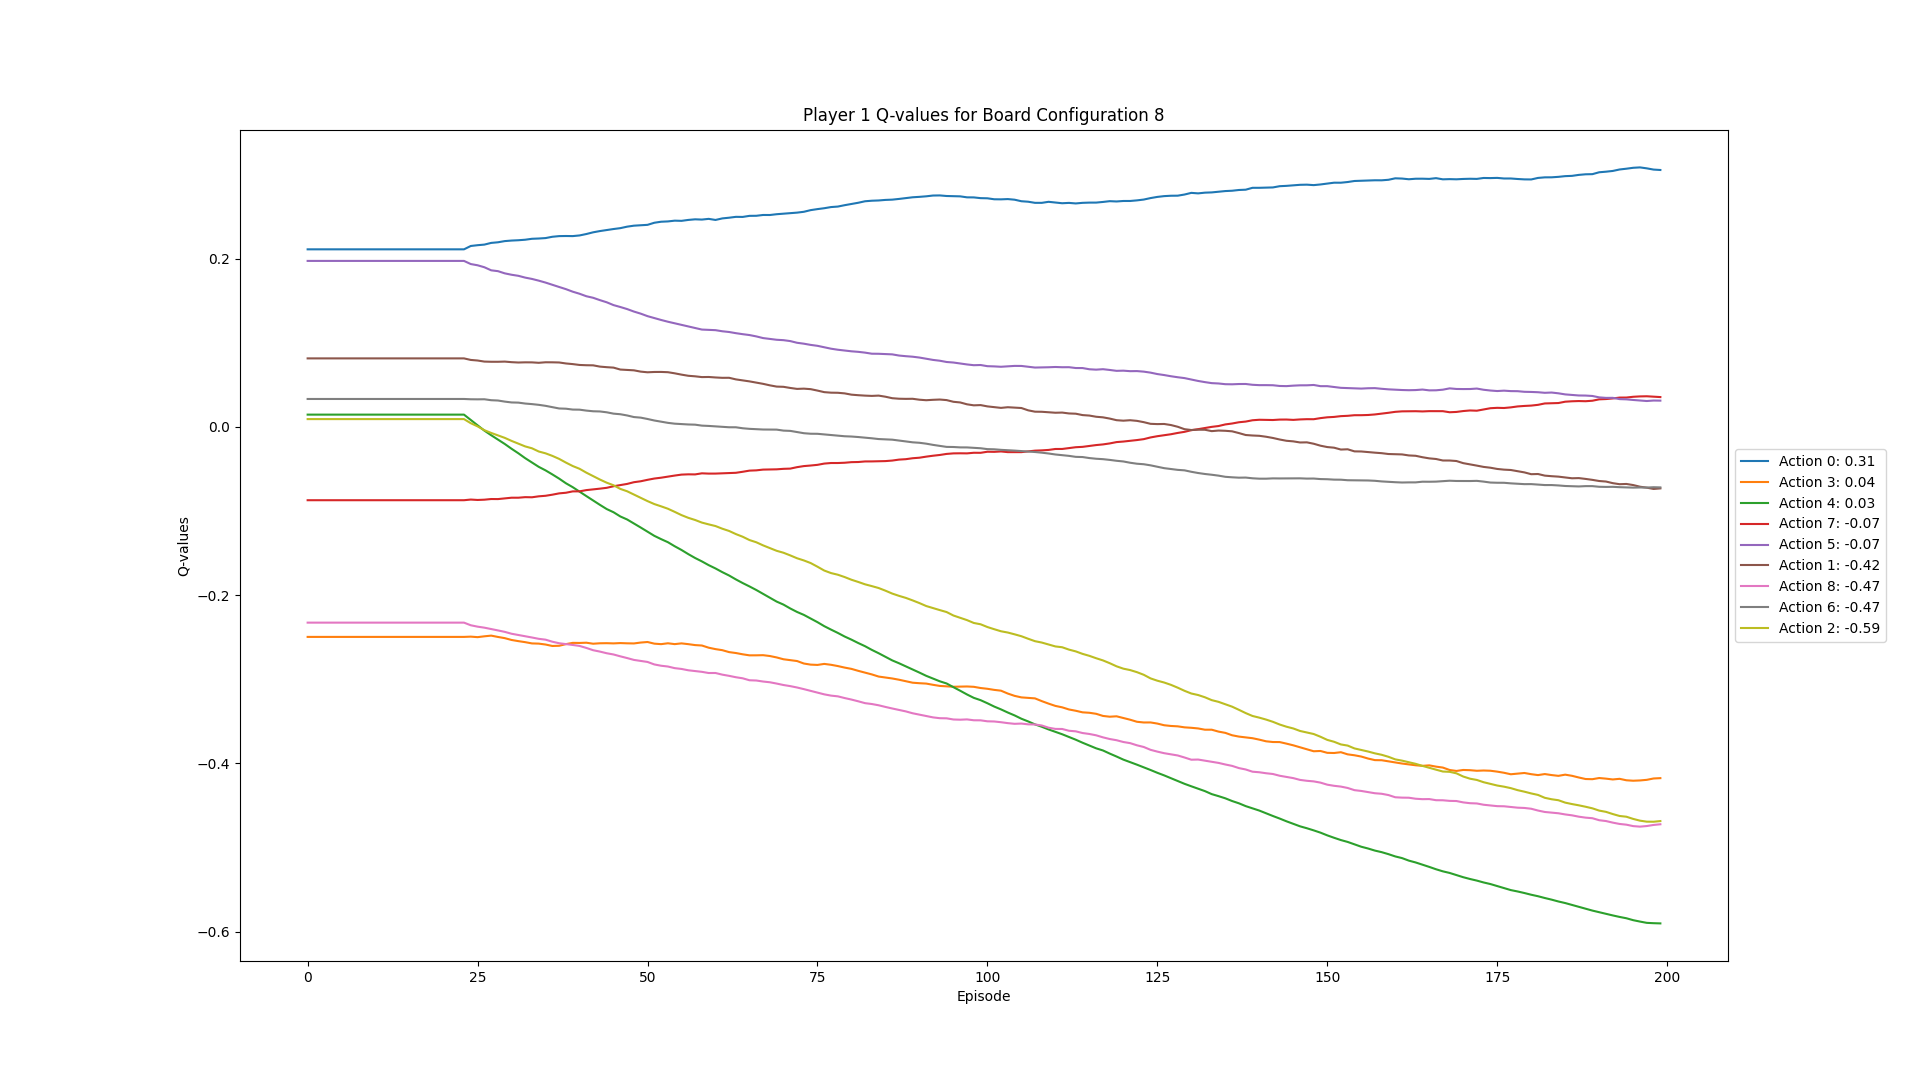 Player 1 Q-values for Board Configuration 8
0.2
0.0
−0.2
−0.4
−0.6
Q-values
0 25 50 75 100 125 150 175 200
Episode
Action 0: 0.31
Action 3: 0.04
Action 4: 0.03
Action 7: -0.07
Action 5: -0.07
Action 1: -0.42
Action 8: -0.47
Action 6: -0.47
Action 2: -0.59